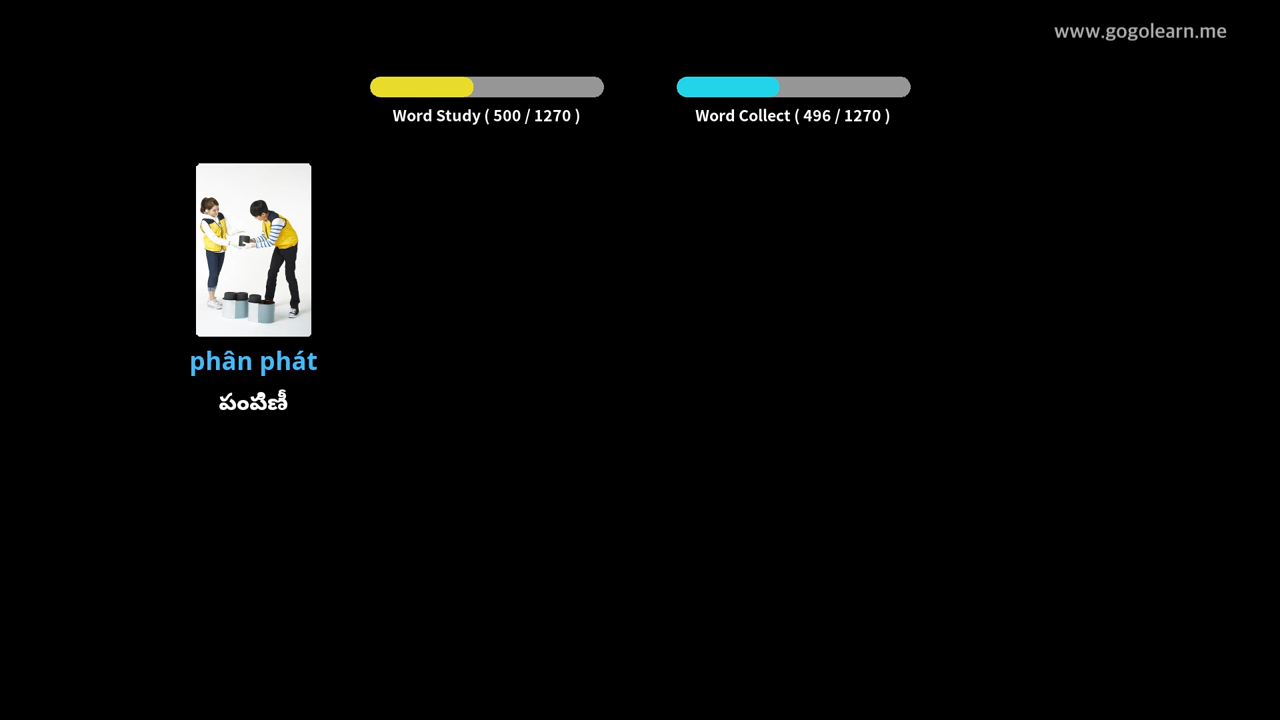 www.gogolearn.me
Word Study ( 500 / 1270 )
Word Collect ( 496 / 1270 )
phân phát
పంపిణీ